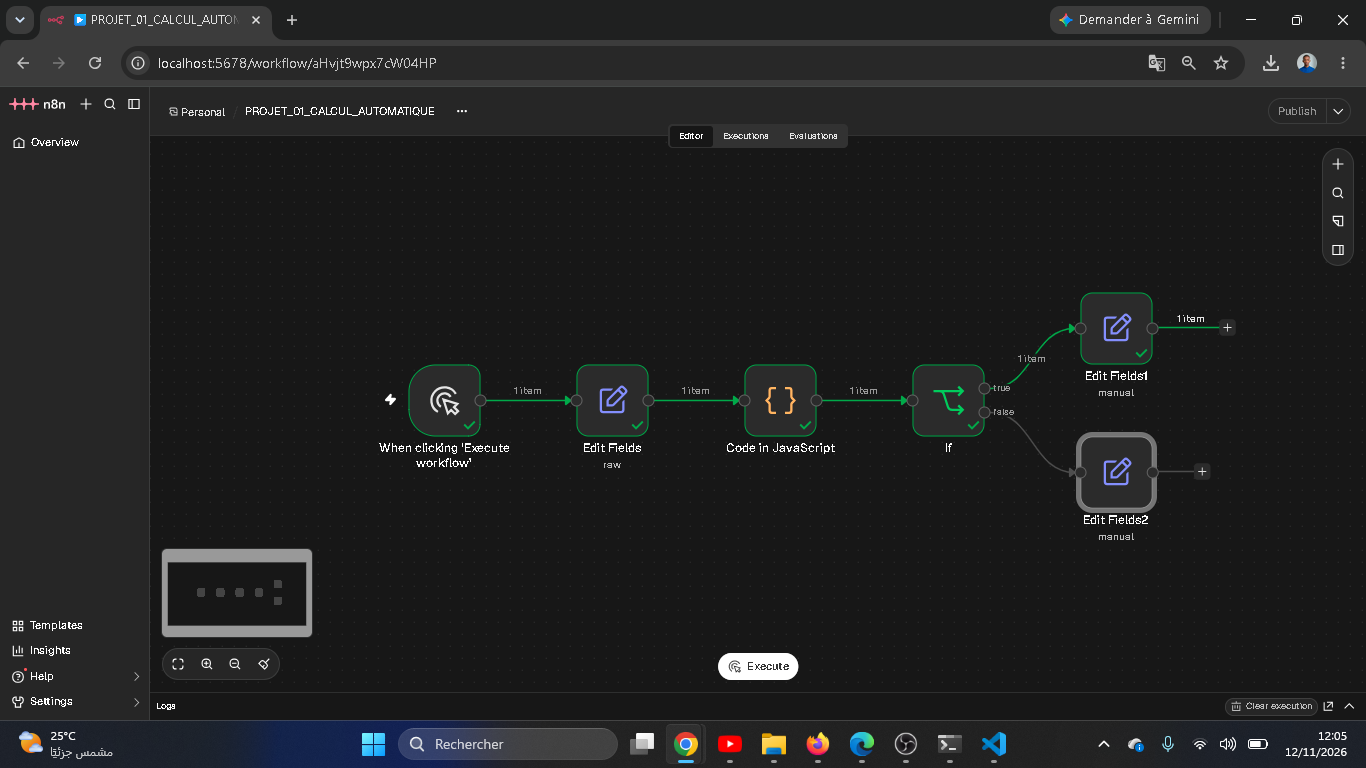 PROJET_01_CALCUL_AUTOM
Demander à Gemini
localhost:5678/workflow/aHvjt9wpx7cW04HP
n8n
Personal / PROJET_01_CALCUL_AUTOMATIQUE
Publish
Overview
Editor Executions Evaluations
1 item
1 item
1 item
1 item
1 item
true
false
When clicking 'Execute
workflow'
Edit Fields
raw
Code in JavaScript
If
Edit Fields1
manual
Edit Fields2
manual
Templates
Insights
Help
Settings
Execute
Logs
Clear execution
25°C
مشمس جزئيًا
Rechercher
12:05
12/11/2026